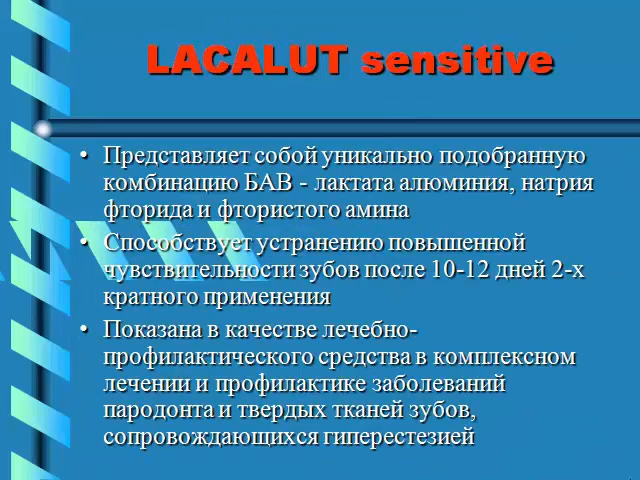 LACALUT sensitive
• Представляет собой уникально подобранную
комбинацию БАВ - лактата алюминия, натрия
фторида и фтористого амина
• Способствует устранению повышенной
чувствительности зубов после 10-12 дней 2-х
кратного применения
• Показана в качестве лечебно-
профилактического средства в комплексном
лечении и профилактике заболеваний
пародонта и твердых тканей зубов,
сопровождающихся гиперестезией